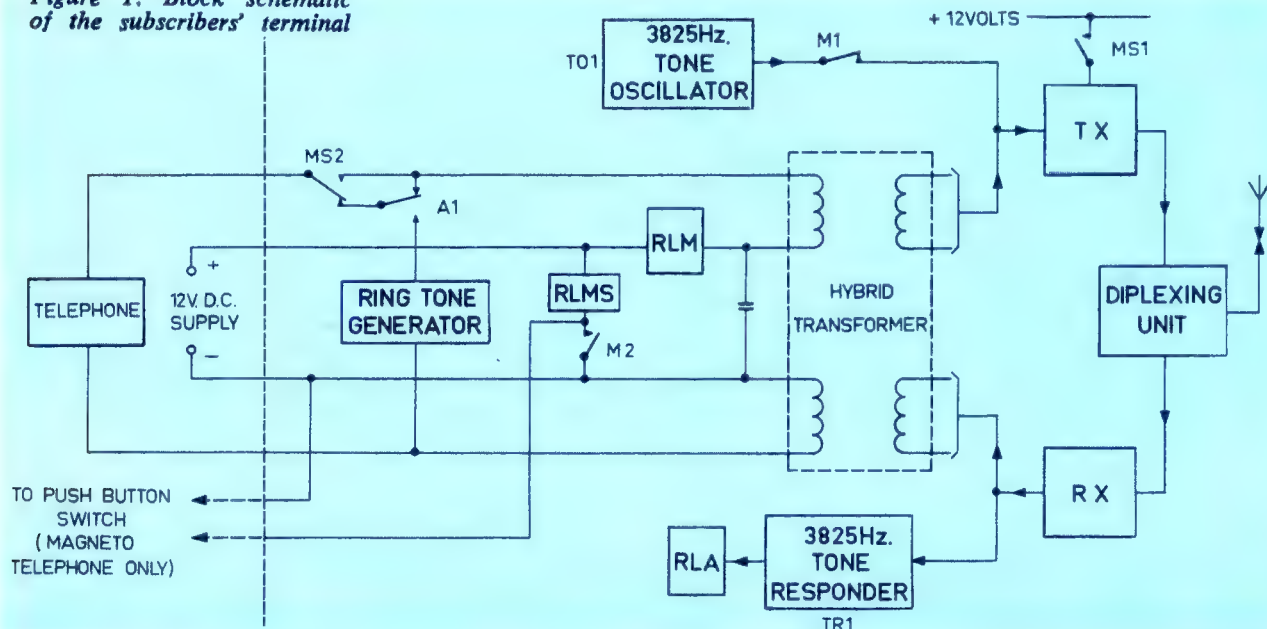 Figure 1. Block schematic
of the subscribers' terminal
3825Hz.
TONE
OSCILLATOR
TO1
M1
+ 12VOLTS
MS1
TX
MS2
A1
RLM
TELEPHONE
+
12V. D.C.
SUPPLY
−
RING TONE
GENERATOR
RLMS
M2
HYBRID
TRANSFORMER
DIPLEXING
UNIT
TO PUSH BUTTON
SWITCH
(MAGNETO
TELEPHONE ONLY)
RLA
3825Hz.
TONE
RESPONDER
TR1
RX